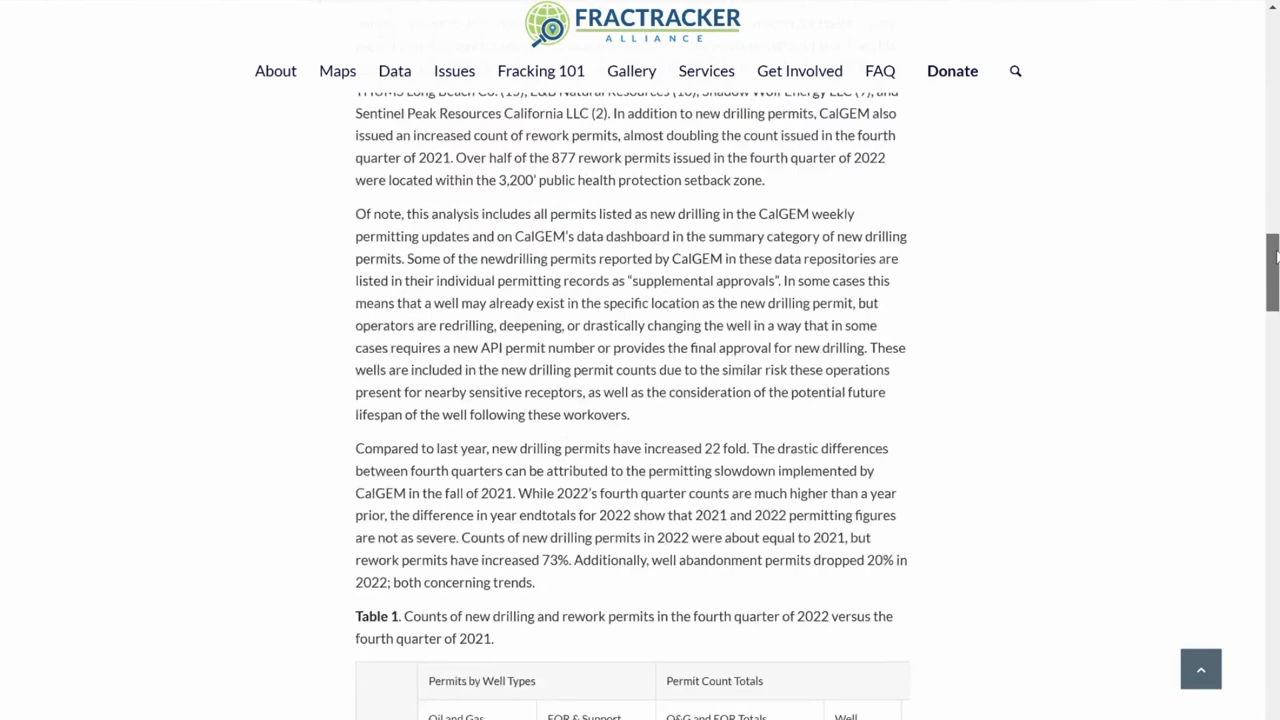 FRACTRACKER
ALLIANCE
About Maps Data Issues Fracking 101 Gallery Services Get Involved FAQ Donate
THUMS Long Beach Co. (15), E&B Natural Resources (10), Shadow Wolf Energy LLC (7), and
Sentinel Peak Resources California LLC (2). In addition to new drilling permits, CalGEM also
issued an increased count of rework permits, almost doubling the count issued in the fourth
quarter of 2021. Over half of the 877 rework permits issued in the fourth quarter of 2022
were located within the 3,200’ public health protection setback zone.
Of note, this analysis includes all permits listed as new drilling in the CalGEM weekly
permitting updates and on CalGEM’s data dashboard in the summary category of new drilling
permits. Some of the newdrilling permits reported by CalGEM in these data repositories are
listed in their individual permitting records as “supplemental approvals”. In some cases this
means that a well may already exist in the specific location as the new drilling permit, but
operators are redrilling, deepening, or drastically changing the well in a way that in some
cases requires a new API permit number or provides the final approval for new drilling. These
wells are included in the new drilling permit counts due to the similar risk these operations
present for nearby sensitive receptors, as well as the consideration of the potential future
lifespan of the well following these workovers.
Compared to last year, new drilling permits have increased 22 fold. The drastic differences
between fourth quarters can be attributed to the permitting slowdown implemented by
CalGEM in the fall of 2021. While 2022’s fourth quarter counts are much higher than a year
prior, the difference in year endtotals for 2022 show that 2021 and 2022 permitting figures
are not as severe. Counts of new drilling permits in 2022 were about equal to 2021, but
rework permits have increased 73%. Additionally, well abandonment permits dropped 20% in
2022; both concerning trends.
Table 1. Counts of new drilling and rework permits in the fourth quarter of 2022 versus the
fourth quarter of 2021.
Permits by Well Types Permit Count Totals
Oil and Gas EOR & Support O&G and EOR Totals Well